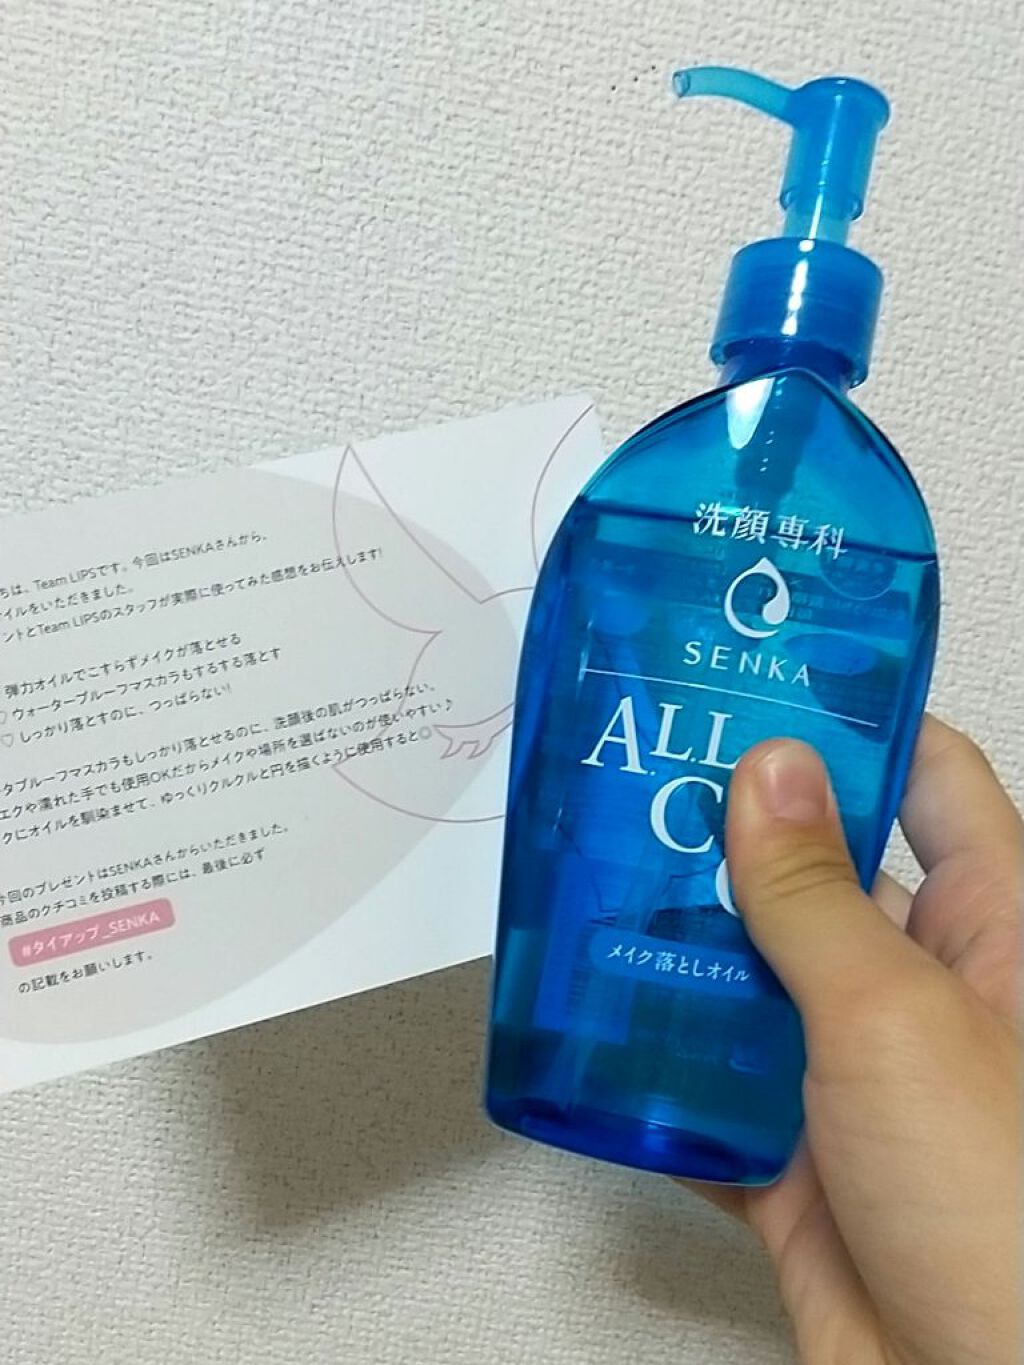 ちは、Team LIPSです。今回はSENKAさんから、
イルをいただきました。
ントとTeam LIPSのスタッフが実際に使ってみた感想をお伝えします!
弾力オイルでこすらずメイクが落とせる
♡ ウォータープルーフマスカラもするする落とす
♡ しっかり落とすのに、つっぱらない!
タプルーフマスカラもしっかり落とせるのに、洗顔後の肌がつっぱらない、
エクや濡れた手でも使用OKだからメイクや場所を選ばないのが使いやすい♪
クにオイルを馴染ませて、ゆっくりクルクルと円を描くように使用すると◎
今回のプレゼントはSENKAさんからいただきました。
商品のクチコミを投稿する際には、最後に必ず
#タイアップ_SENKA
の記載をお願いします。
洗顔専科
SENKA
A.L.L.
C
メイク落としオイル